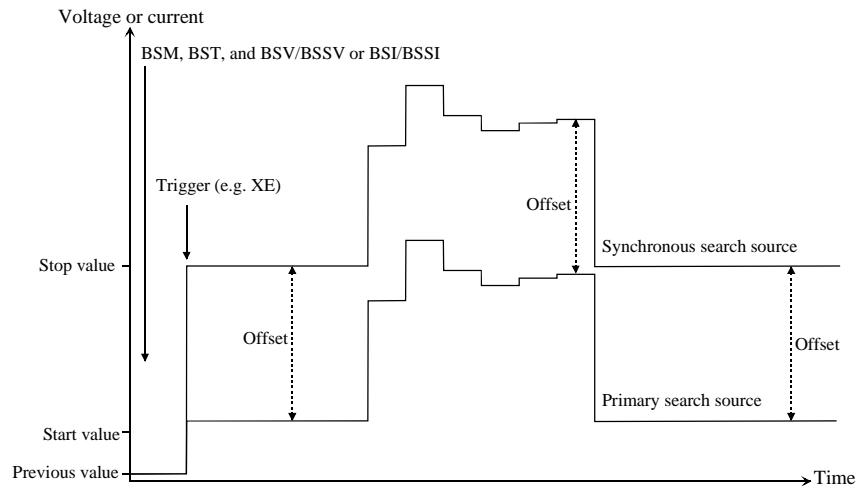 Voltage or current
BSM, BST, and BSV/BSSV or BSI/BSSI
Trigger (e.g. XE)
Offset
Synchronous search source
Stop value
Offset
Offset
Primary search source
Start value
Previous value
Time